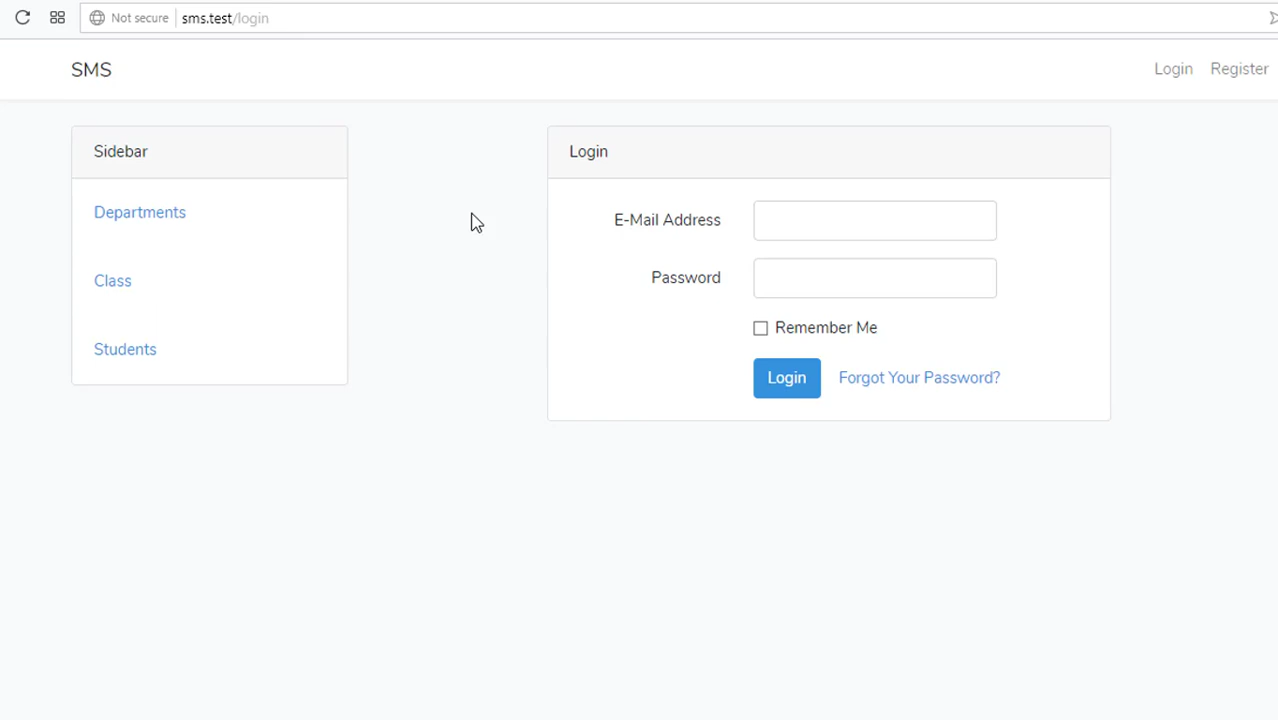 Not secure sms.test/login
SMS
Login Register
Sidebar
Departments
Class
Students
Login
E-Mail Address
Password
Remember Me
Login Forgot Your Password?